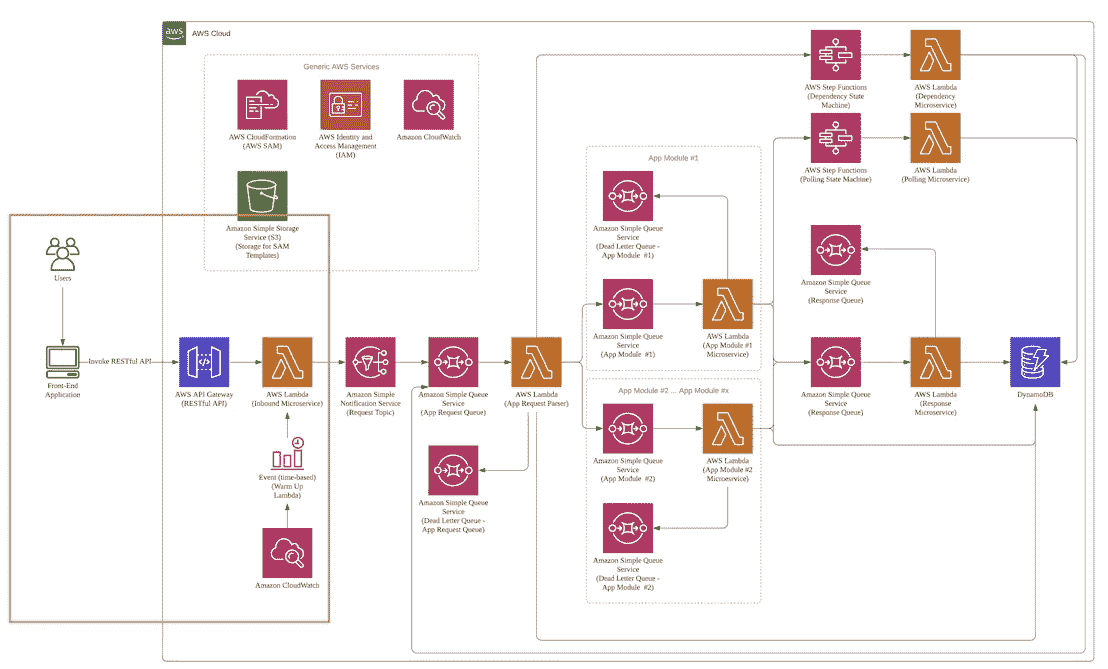 aws
AWS Cloud
Generic AWS Services
AWS CloudFormation
(AWS SAM)
AWS Identity and
Access Management
(IAM)
Amazon CloudWatch
Amazon Simple Storage
Service (S3)
(Storage for SAM
Templates)
Users
Front-End
Application
Invoke RESTful API
AWS API Gateway
(RESTful API)
AWS Lambda
(Inbound Microservice)
Event (time-based)
(Warm Up
Lambda)
Amazon CloudWatch
Amazon Simple
Notification Service
(Request Topic)
Amazon Simple Queue
Service
(App Request Queue)
Amazon Simple Queue
Service
(Dead Letter Queue -
App Request Queue)
AWS Lambda
(App Request Parser)
App Module #1
Amazon Simple Queue
Service
(Dead Letter Queue -
App Module #1)
Amazon Simple Queue
Service
(App Module #1)
AWS Lambda
(App Module #1
Microservice)
App Module #2 ... App Module #x
Amazon Simple Queue
Service
(App Module #2)
AWS Lambda
(App Module #2
Microservice)
Amazon Simple Queue
Service
(Dead Letter Queue -
App Module #2)
AWS Step Functions
(Dependency State
Machine)
AWS Lambda
(Dependency
Microservice)
AWS Step Functions
(Polling State Machine)
AWS Lambda
(Polling Microservice)
Amazon Simple Queue
Service
(Response Queue)
Amazon Simple Queue
Service
(Response Queue)
AWS Lambda
(Response
Microservice)
DynamoDB